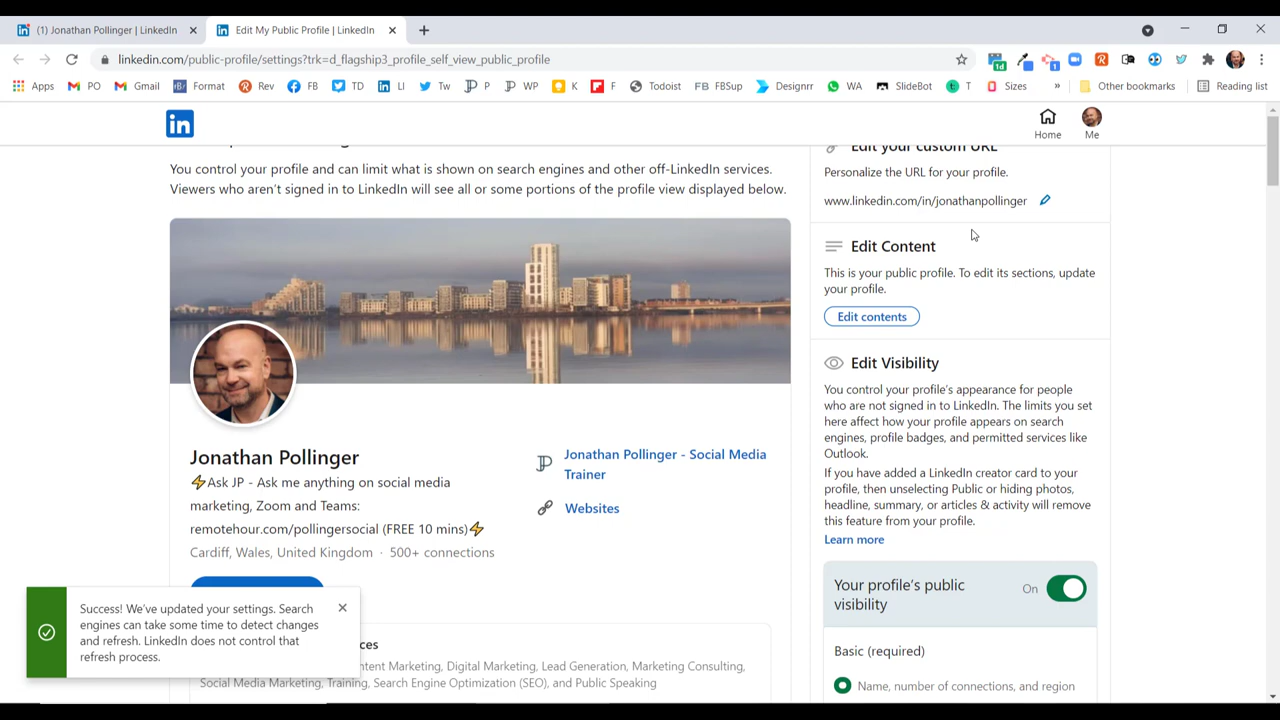 (1) Jonathan Pollinger | LinkedIn
Edit My Public Profile | LinkedIn
linkedin.com/public-profile/settings?trk=d_flagship3_profile_self_view_public_profile
1d
1
Apps
PO
Gmail
Format
Rev
FB
TD
LI
Tw
P
WP
K
F
Todoist
FB FBSup
Designrr
WA
SlideBot
T
Sizes
»
Other bookmarks
Reading list
in
Home
Me
You control your profile and can limit what is shown on search engines and other off-LinkedIn services.
Viewers who aren't signed in to LinkedIn will see all or some portions of the profile view displayed below.
Jonathan Pollinger
⚡Ask JP - Ask me anything on social media
marketing, Zoom and Teams:
remotehour.com/pollingersocial (FREE 10 mins)⚡
Cardiff, Wales, United Kingdom · 500+ connections
Jonathan Pollinger - Social Media
Trainer
Websites
ces
ntent Marketing, Digital Marketing, Lead Generation, Marketing Consulting,
Social Media Marketing, Training, Search Engine Optimization (SEO), and Public Speaking
Success! We've updated your settings. Search
engines can take some time to detect changes
and refresh. LinkedIn does not control that
refresh process.
Edit your custom URL
Personalize the URL for your profile.
www.linkedin.com/in/jonathanpollinger
Edit Content
This is your public profile. To edit its sections, update
your profile.
Edit contents
Edit Visibility
You control your profile's appearance for people
who are not signed in to LinkedIn. The limits you set
here affect how your profile appears on search
engines, profile badges, and permitted services like
Outlook.
If you have added a LinkedIn creator card to your
profile, then unselecting Public or hiding photos,
headline, summary, or articles & activity will remove
this feature from your profile.
Learn more
Your profile's public
visibility
On
Basic (required)
Name, number of connections, and region